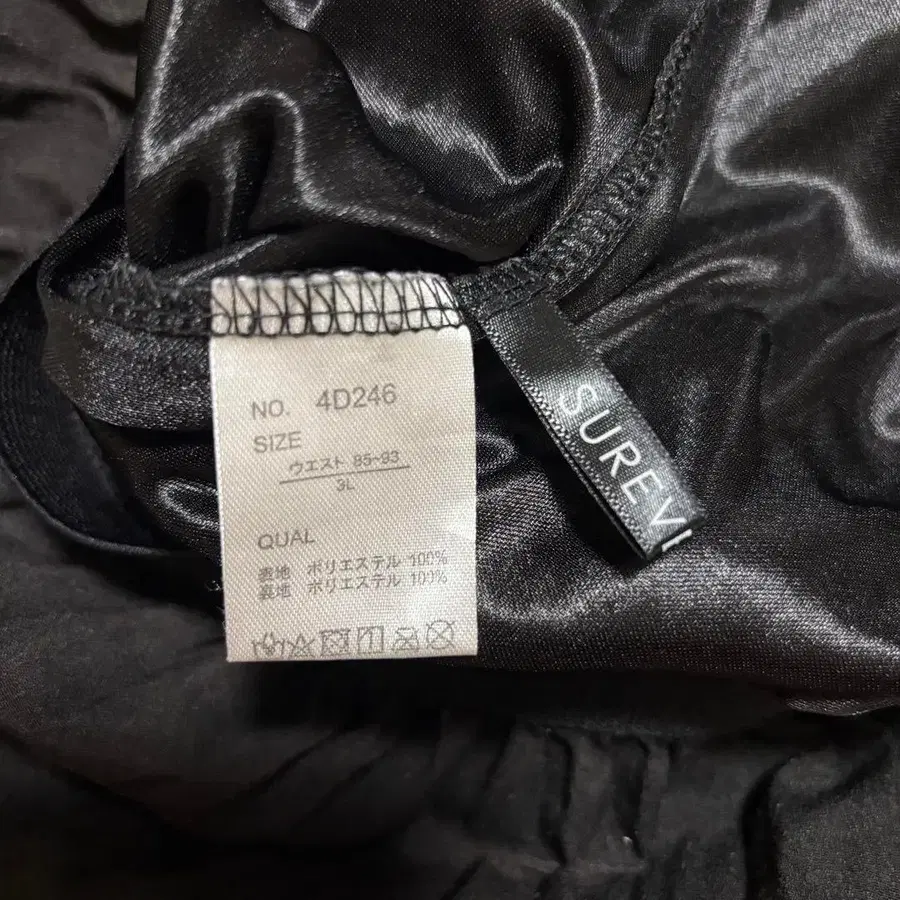 NO. 4D246
SIZE
ウエスト 85~93
3L
QUAL
表地 ポリエステル 100%
裏地 ポリエステル 100%
SUREV